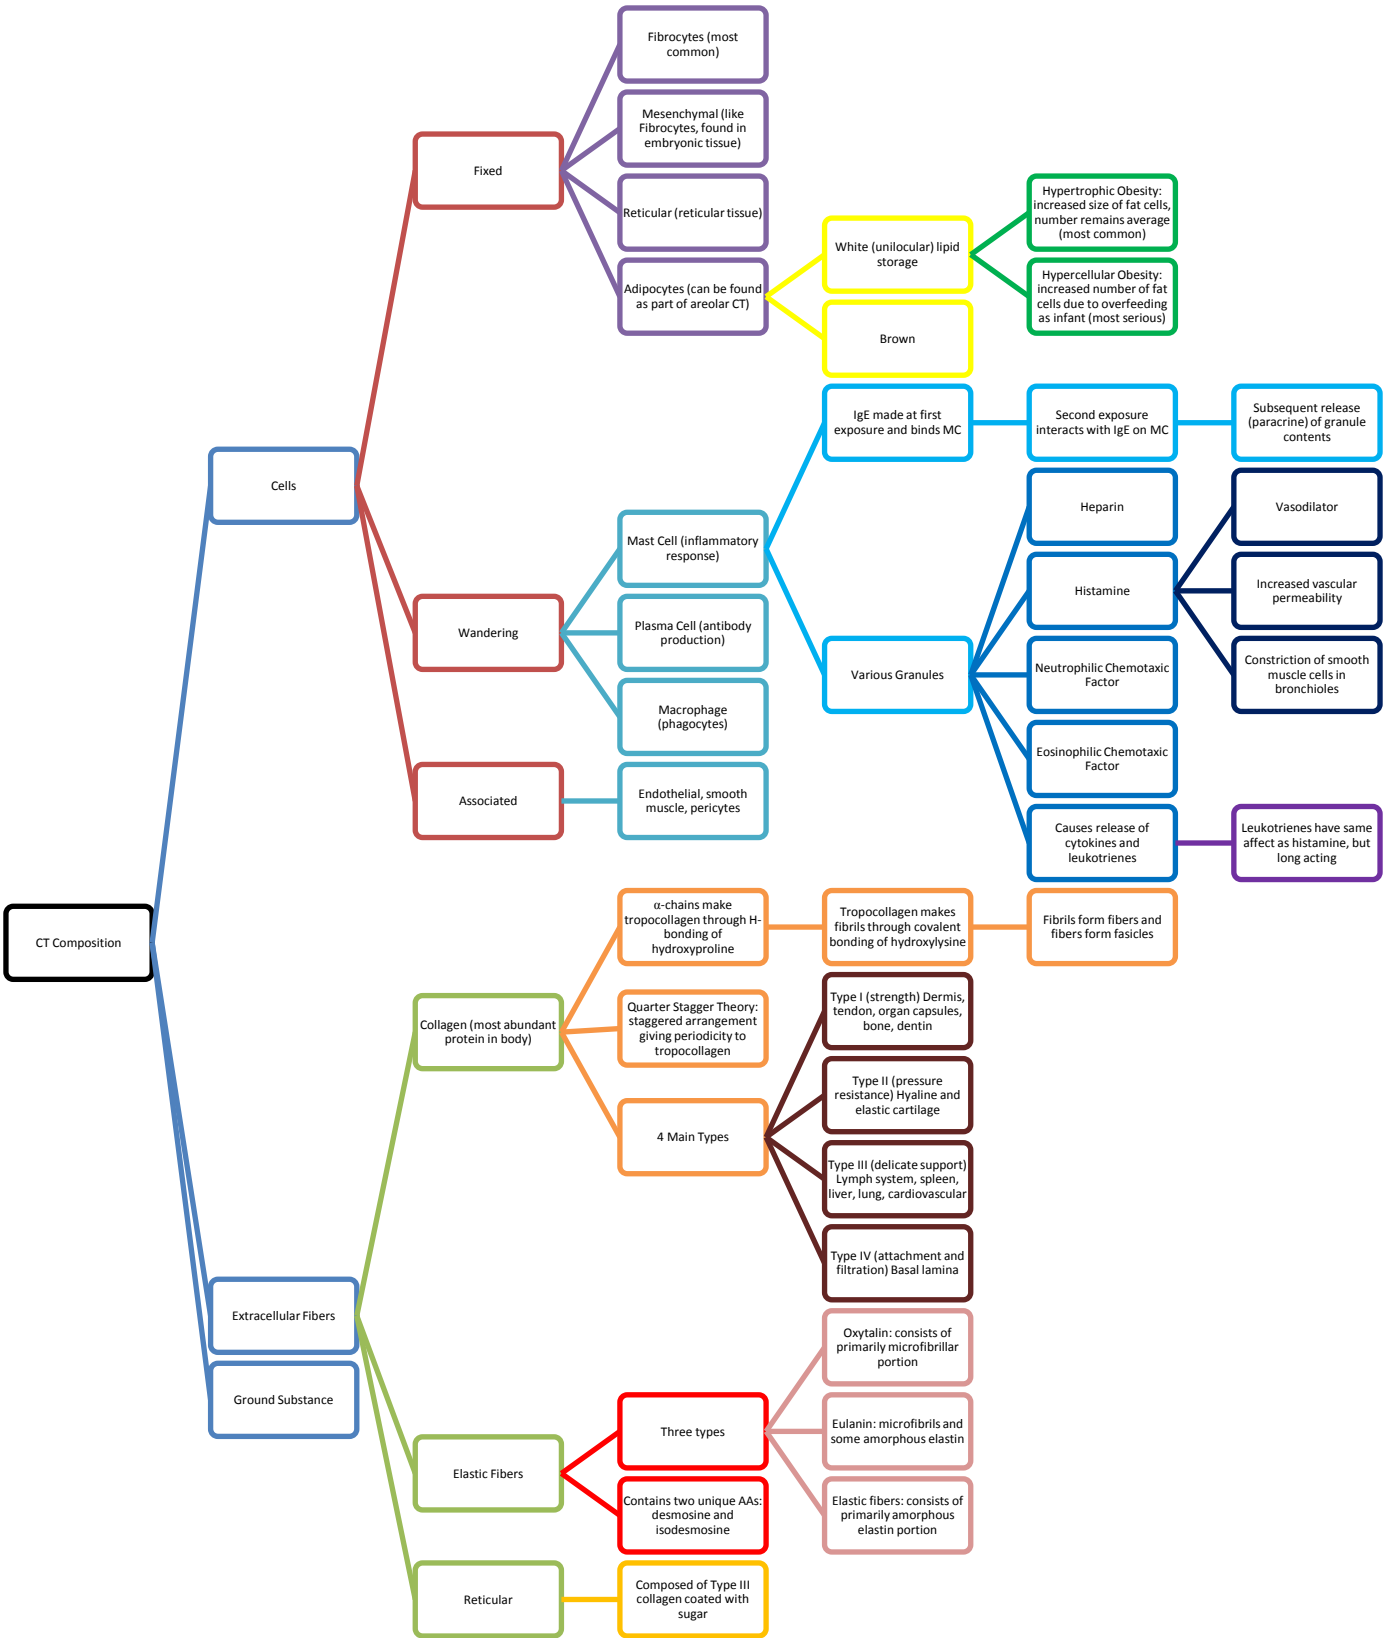 CT Composition
Cells
Fixed
Fibrocytes (most
common)
Mesenchymal (like
Fibrocytes, found in
embryonic tissue)
Reticular (reticular tissue)
Adipocytes (can be found
as part of areolar CT)
White (unilocular) lipid
storage
Hypertrophic Obesity:
increased size of fat cells,
number remains average
(most common)
Hypercellular Obesity:
increased number of fat
cells due to overfeeding
as infant (most serious)
Brown
Wandering
Mast Cell (inflammatory
response)
IgE made at first
exposure and binds MC
Second exposure
interacts with IgE on MC
Subsequent release
(paracrine) of granule
contents
Various Granules
Heparin
Histamine
Vasodilator
Increased vascular
permeability
Constriction of smooth
muscle cells in
bronchioles
Neutrophilic Chemotaxic
Factor
Eosinophilic Chemotaxic
Factor
Causes release of
cytokines and
leukotrienes
Leukotrienes have same
affect as histamine, but
long acting
Plasma Cell (antibody
production)
Macrophage
(phagocytes)
Associated
Endothelial, smooth
muscle, pericytes
Extracellular Fibers
Collagen (most abundant
protein in body)
α-chains make
tropocollagen through H-
bonding of
hydroxyproline
Tropocollagen makes
fibrils through covalent
bonding of hydroxylysine
Fibrils form fibers and
fibers form fasicles
Quarter Stagger Theory:
staggered arrangement
giving periodicity to
tropocollagen
4 Main Types
Type I (strength) Dermis,
tendon, organ capsules,
bone, dentin
Type II (pressure
resistance) Hyaline and
elastic cartilage
Type III (delicate support)
Lymph system, spleen,
liver, lung, cardiovascular
Type IV (attachment and
filtration) Basal lamina
Elastic Fibers
Three types
Oxytalin: consists of
primarily microfibrillar
portion
Eulanin: microfibrils and
some amorphous elastin
Elastic fibers: consists of
primarily amorphous
elastin portion
Contains two unique AAs:
desmosine and
isodesmosine
Reticular
Composed of Type III
collagen coated with
sugar
Ground Substance